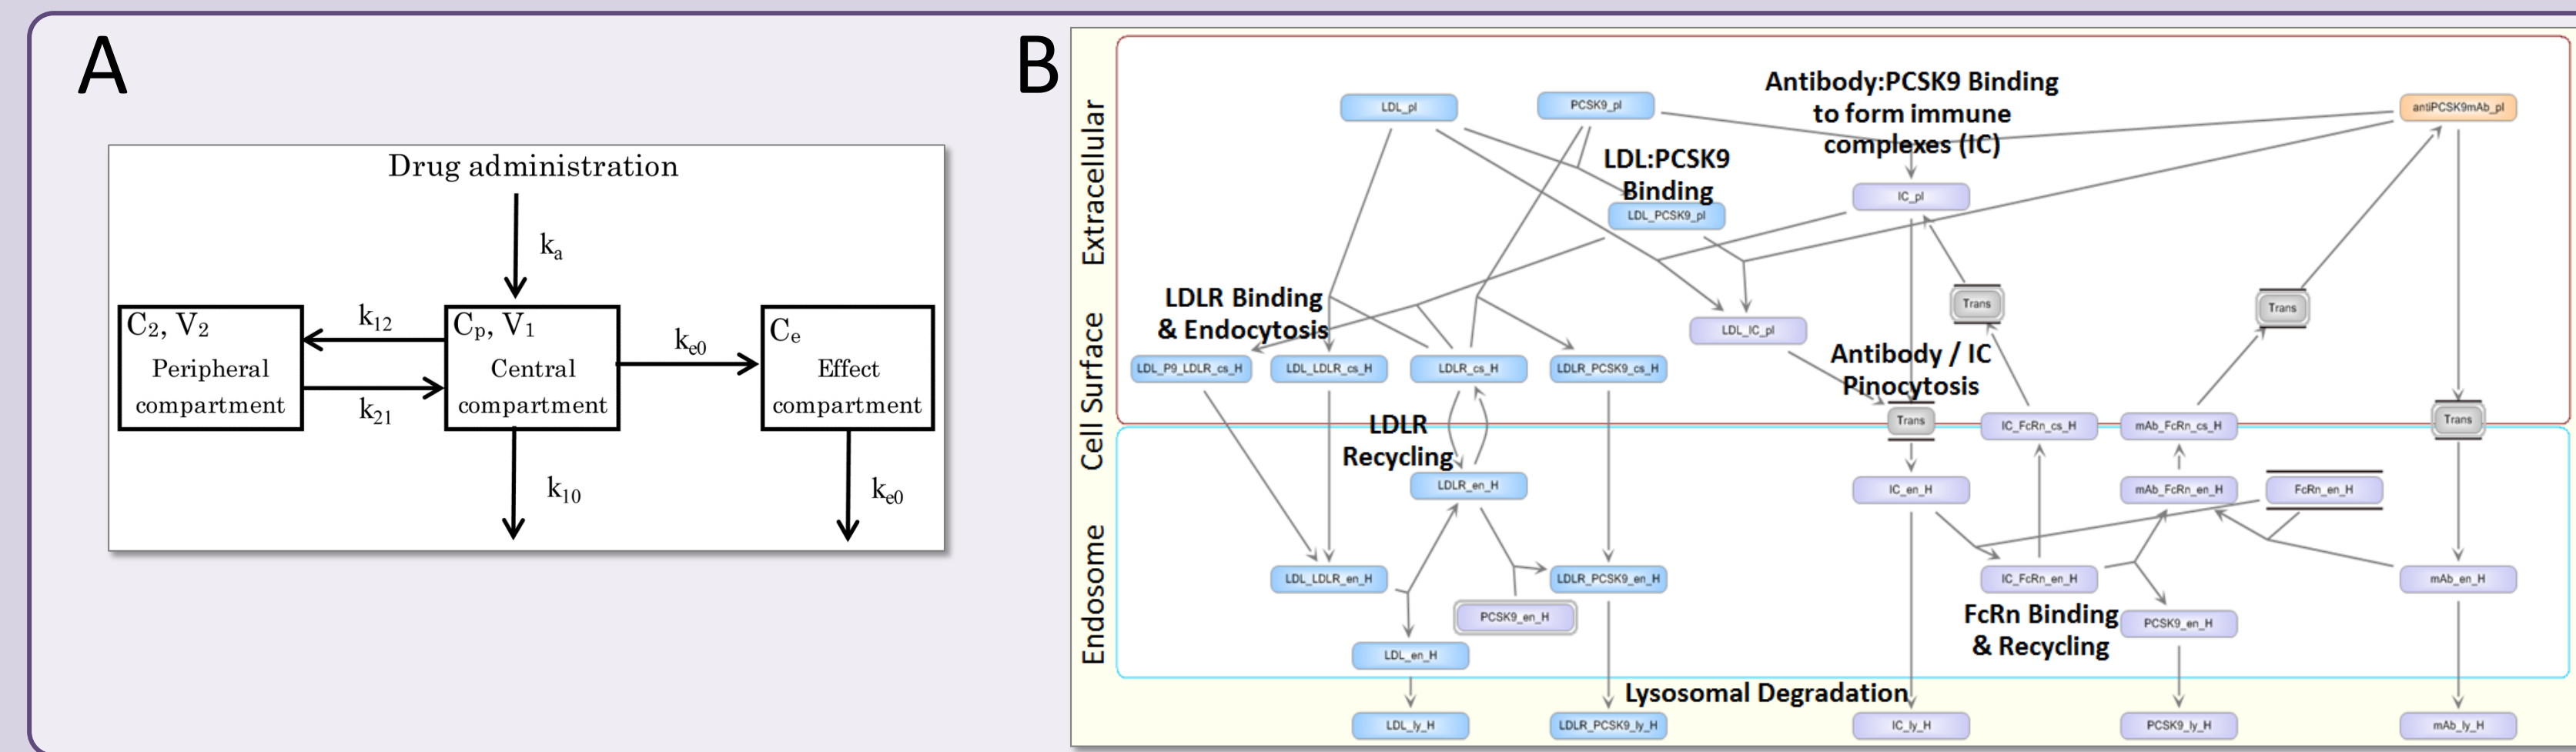 A
Drug administration
kₐ
C₂, V₂
Peripheral
compartment
k₁₂
k₂₁
Cₚ, V₁
Central
compartment
kₑ₀
Cₑ
Effect
compartment
k₁₀
kₑ₀
B
Extracellular
Cell Surface
Endosome
LDL_pl
PCSK9_pl
Antibody:PCSK9 Binding
to form immune
complexes (IC)
antiPCSK9mAb_pl
LDL:PCSK9
Binding
LDL_PCSK9_pl
IC_pl
LDLR Binding
& Endocytosis
LDL_IC_pl
Trans
Trans
Antibody / IC
Pinocytosis
LDL_P9_LDLR_cs_H
LDL_LDLR_cs_H
LDLR_cs_H
LDLR_PCSK9_cs_H
LDLR
Recycling
Trans
IC_FcRn_cs_H
mAb_FcRn_cs_H
Trans
LDLR_en_H
IC_en_H
mAb_FcRn_en_H
FcRn_en_H
LDL_LDLR_en_H
LDLR_PCSK9_en_H
IC_FcRn_en_H
mAb_en_H
PCSK9_en_H
FcRn Binding
& Recycling
PCSK9_en_H
LDL_en_H
Lysosomal Degradation
LDL_ly_H
LDLR_PCSK9_ly_H
IC_ly_H
PCSK9_ly_H
mAb_ly_H